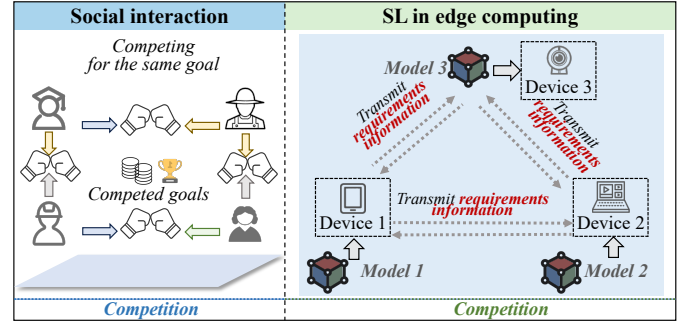 Social interaction
Competing
for the same goal
Competed goals
Competition
SL in edge computing
Model 3
Device 3
Transmit
requirements
information
Transmit
requirements
information
Transmit requirements
information
Device 1
Device 2
Model 1
Model 2
Competition